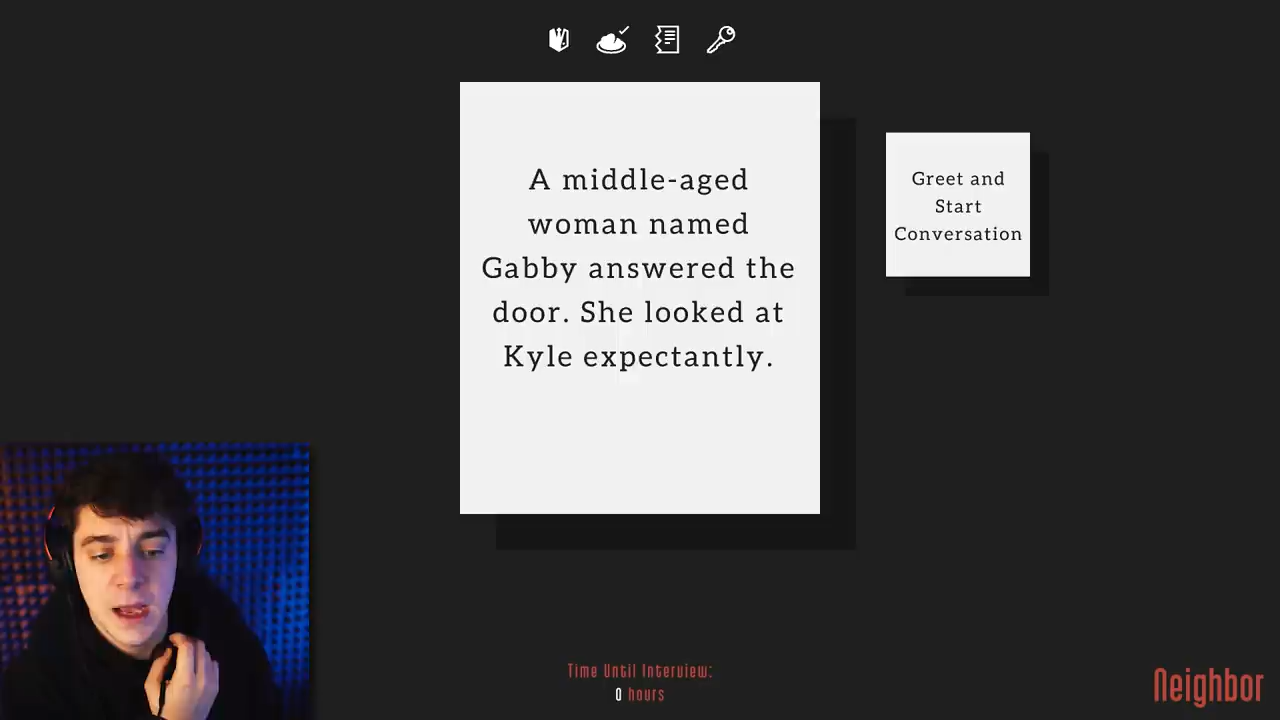 A middle-aged
woman named
Gabby answered the
door. She looked at
Kyle expectantly.
Greet and
Start
Conversation
Time Until Interview:
0 hours
Neighbor